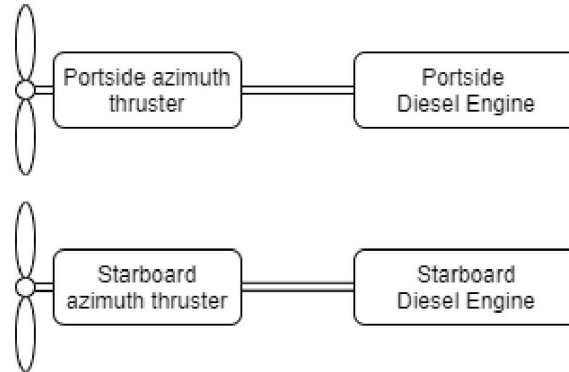 Portside azimuth
thruster
Portside
Diesel Engine
Starboard
azimuth thruster
Starboard
Diesel Engine